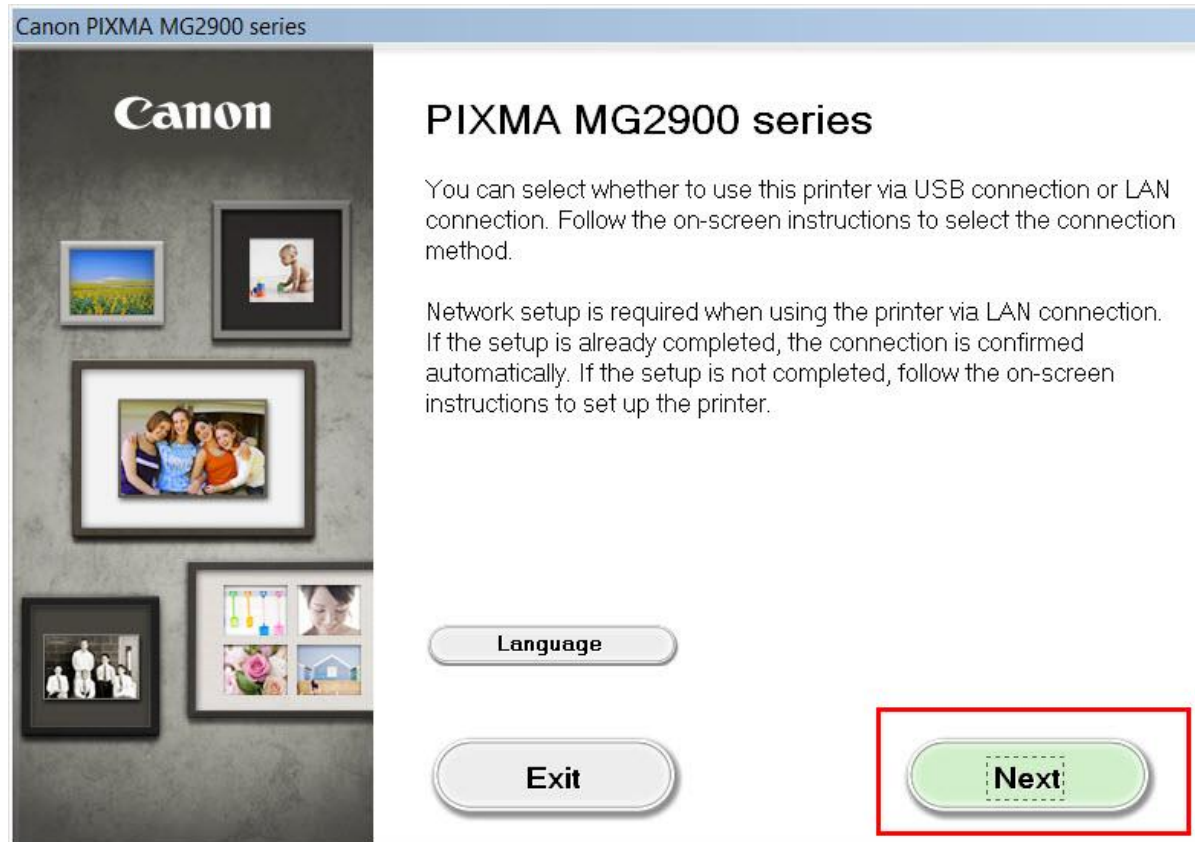 Canon PIXMA MG2900 series
Canon
PIXMA MG2900 series
You can select whether to use this printer via USB connection or LAN
connection. Follow the on-screen instructions to select the connection
method.
Network setup is required when using the printer via LAN connection.
If the setup is already completed, the connection is confirmed
automatically. If the setup is not completed, follow the on-screen
instructions to set up the printer.
Language
Exit
Next